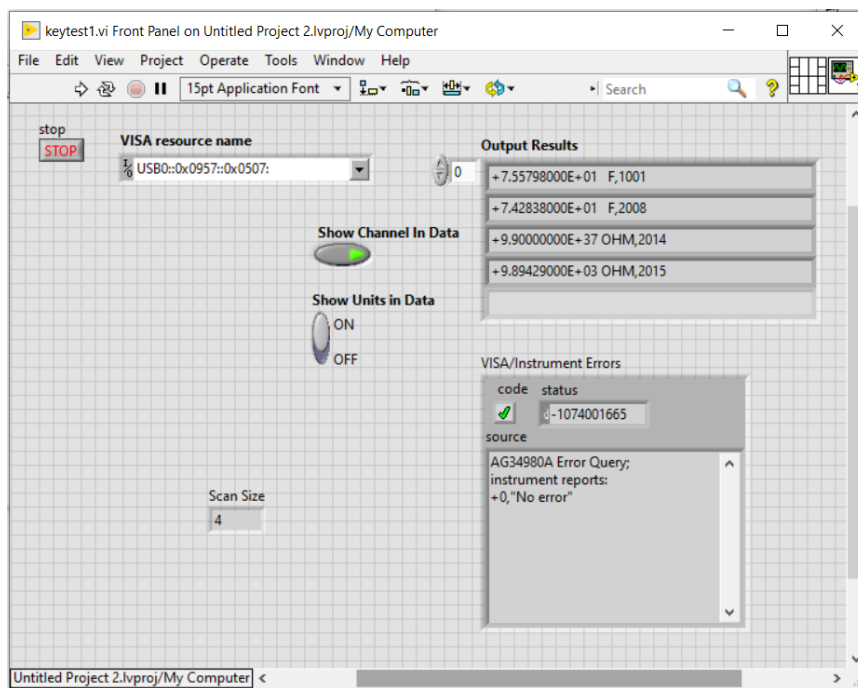 keytest1.vi Front Panel on Untitled Project 2.lvproj/My Computer
File Edit View Project Operate Tools Window Help
15pt Application Font
Search
stop
STOP
VISA resource name
USB0::0x0957::0x0507:
Output Results
0
+7.55798000E+01 F,1001
+7.42838000E+01 F,2008
+9.90000000E+37 OHM,2014
+9.89429000E+03 OHM,2015
Show Channel In Data
Show Units in Data
ON
OFF
VISA/Instrument Errors
code status
-1074001665
source
AG34980A Error Query;
instrument reports:
+0,"No error"
Scan Size
4
Untitled Project 2.lvproj/My Computer